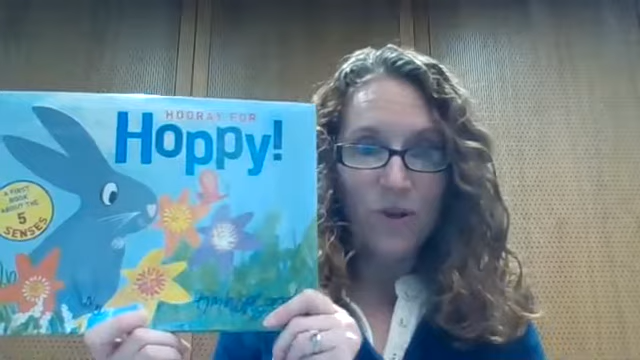 HOORAY FOR
Hoppy!
A FIRST
BOOK
ABOUT THE
5
SENSES